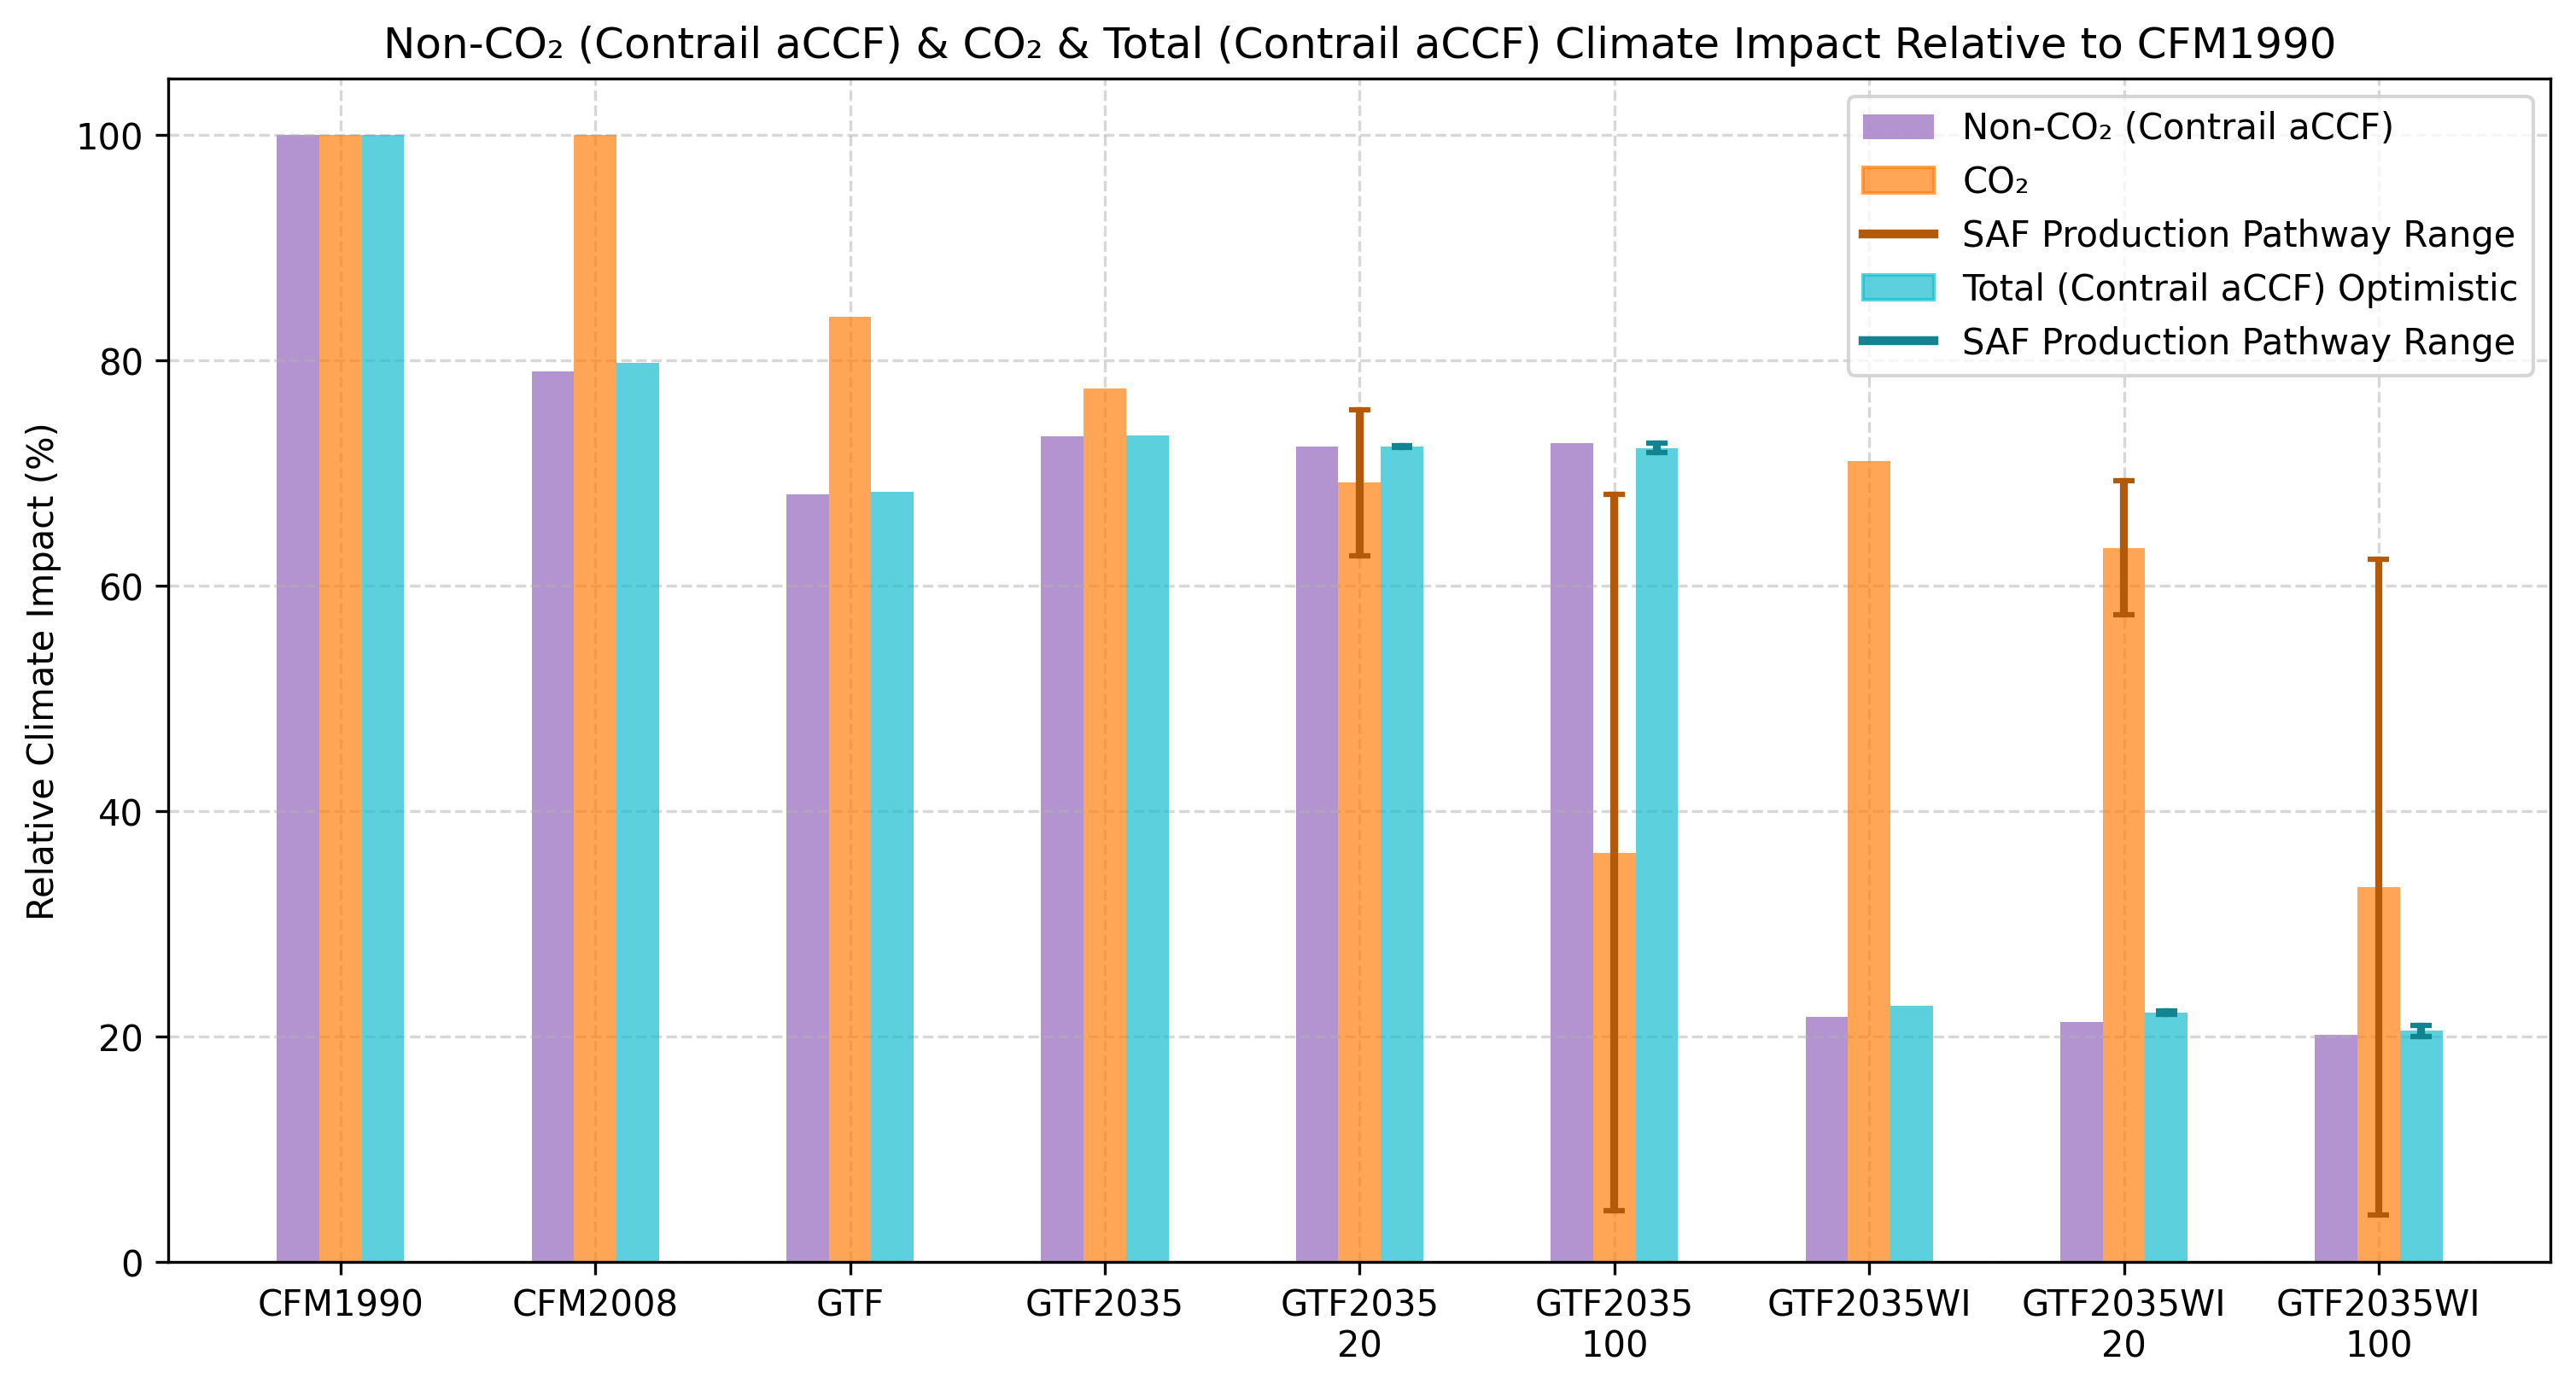 Non-CO₂ (Contrail aCCF) & CO₂ & Total (Contrail aCCF) Climate Impact Relative to CFM1990
Relative Climate Impact (%)
100
80
60
40
20
0
Non-CO₂ (Contrail aCCF)
CO₂
SAF Production Pathway Range
Total (Contrail aCCF) Optimistic
SAF Production Pathway Range
CFM1990
CFM2008
GTF
GTF2035
GTF2035
20
GTF2035
100
GTF2035WI
GTF2035WI
20
GTF2035WI
100